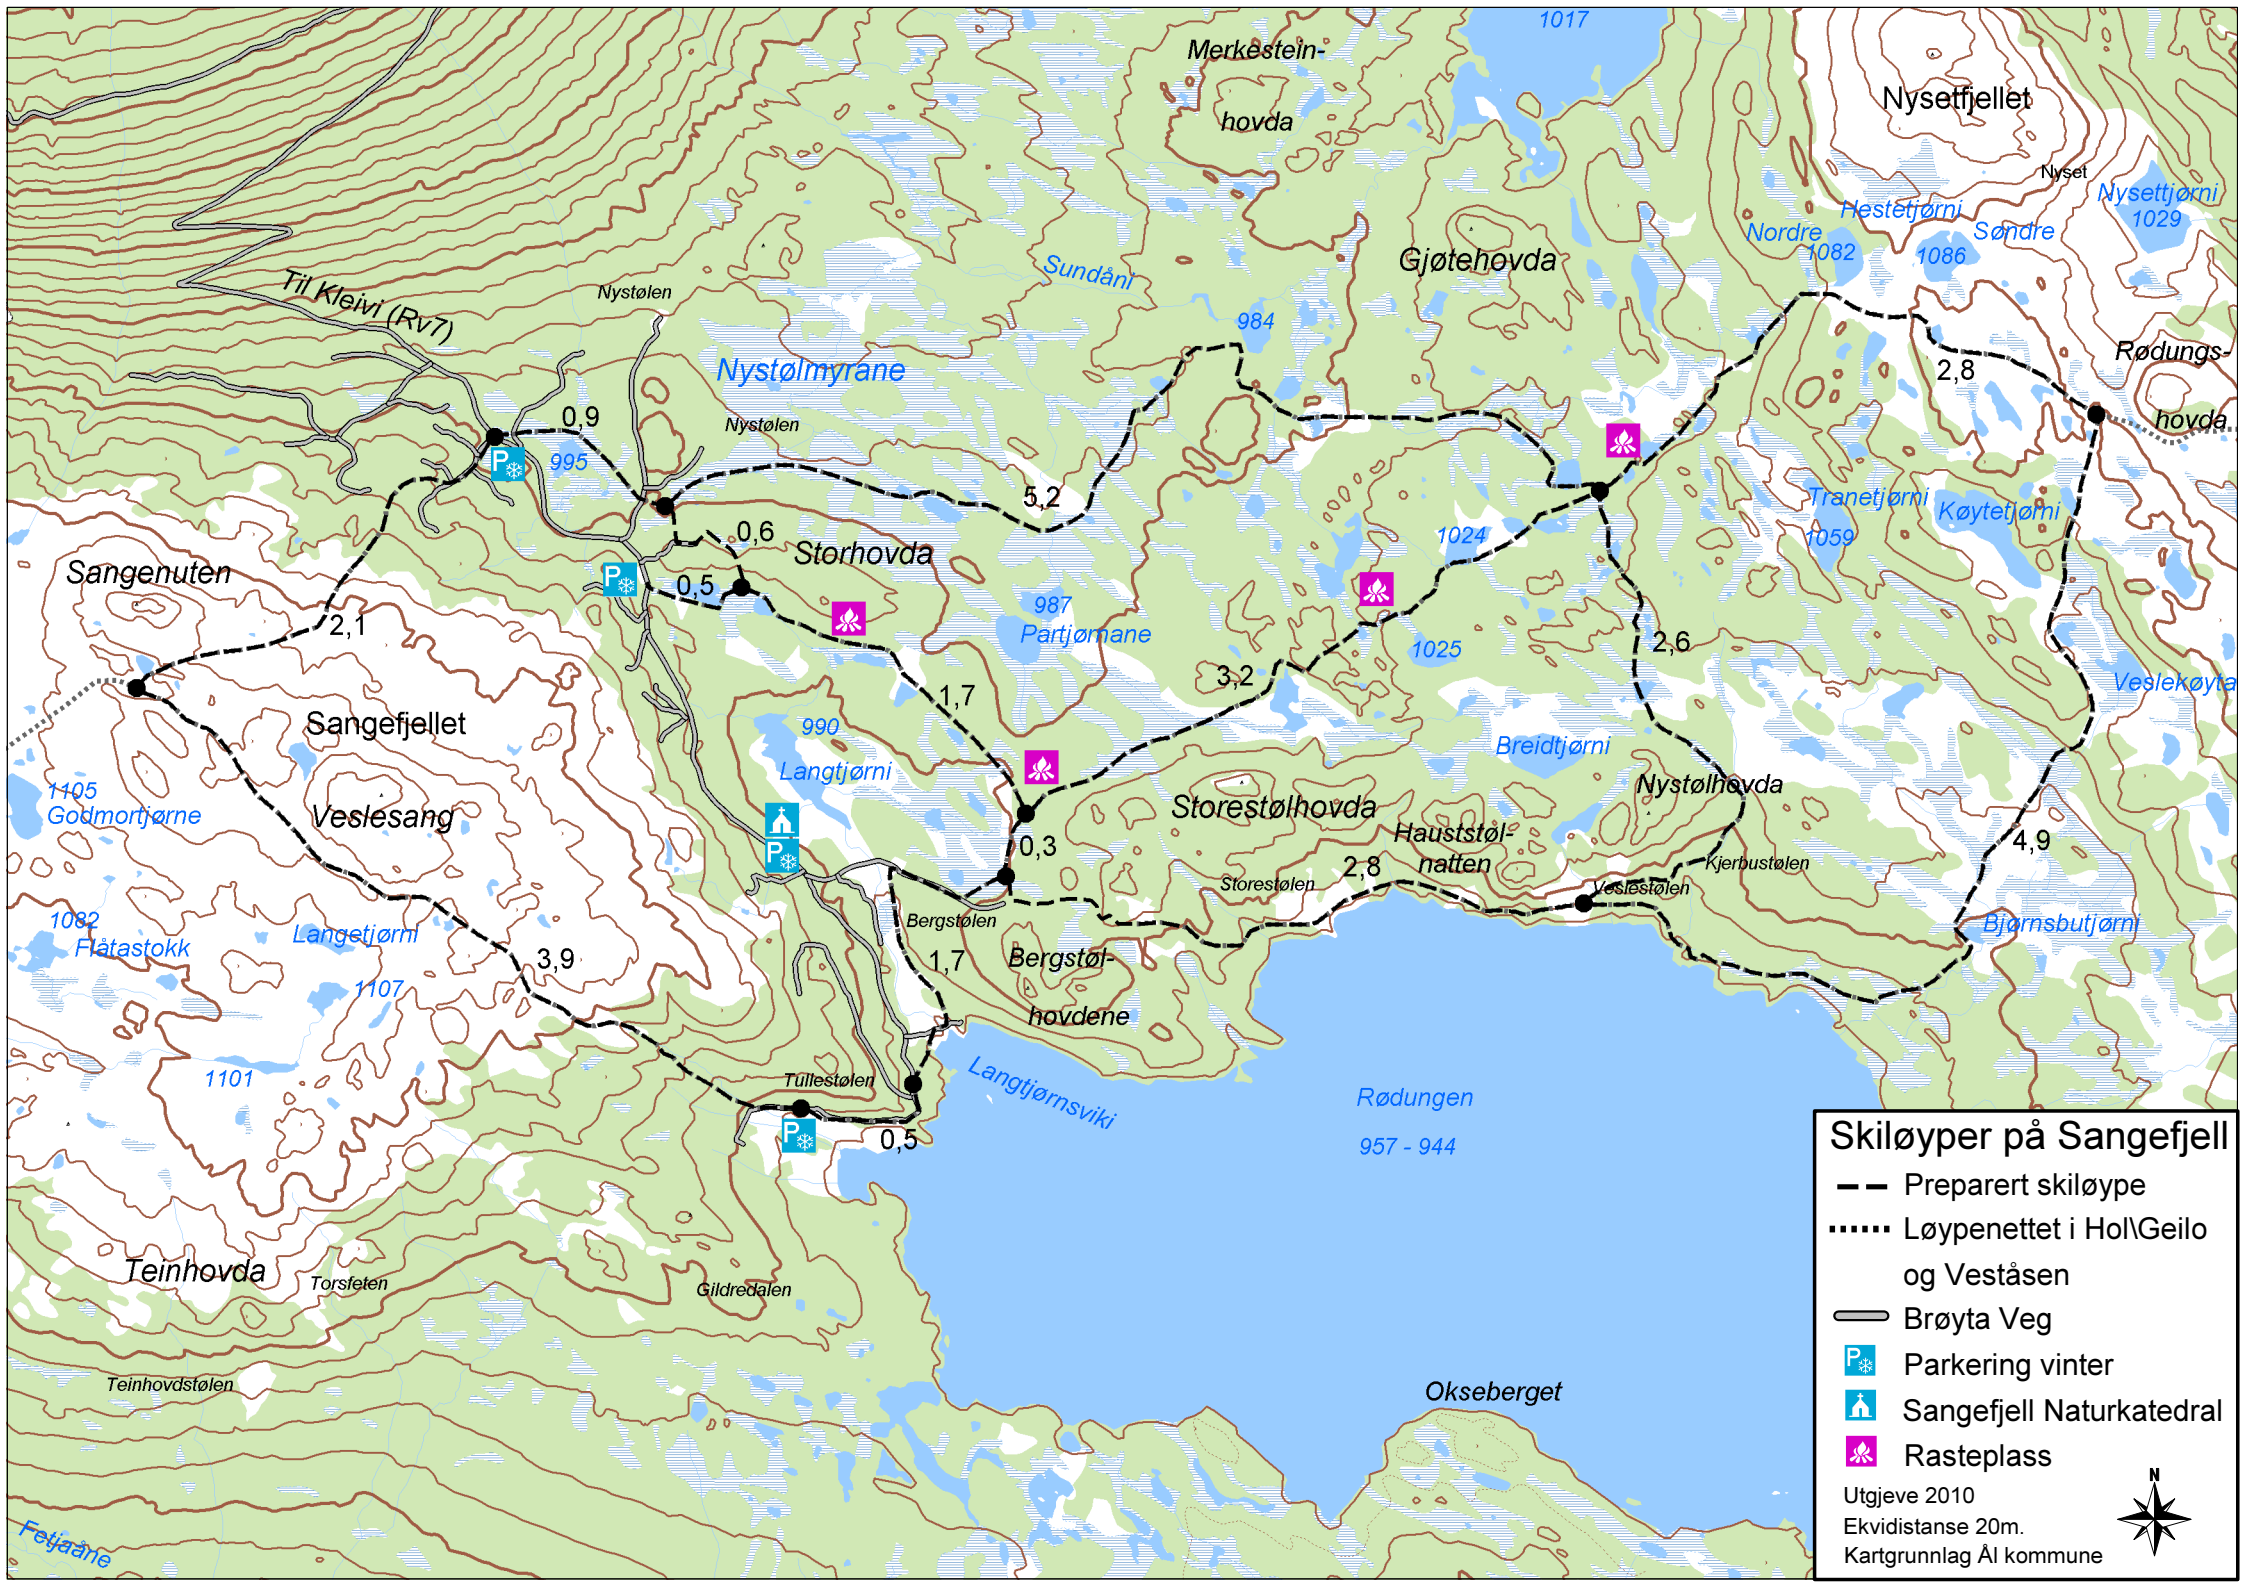 1017
Merkestein-
hovda
Nysetfjellet
Nyset
Nysettjørni
1029
Hestetjørni
Nordre
1082
Søndre
1086
Gjøtehovda
Sundåni
984
Til Kleivi (Rv7)
Nystølen
Nystølmyrane
Nystølen
0,9
995
P
2,8
Rødungs-
hovda
5,2
0,6
Storhovda
1024
Tranetjørni
1059
Køytetjørni
Sangenuten
P
0,5
987
Partjørnane
1025
2,1
2,6
3,2
1,7
Veslekøyta
Sangefjellet
990
Langtjørni
Breidtjørni
1105
Godmortjørne
Veslesang
Storestølhovda
Nystølhovda
Hauststøl-
natten
P
0,3
2,8
4,9
Kjerbustølen
Storestølen
Veslestølen
1082
Flåtastokk
Langetjørni
Bergstølen
Bjørnsbutjørni
3,9
1,7
Bergstøl-
hovdene
1107
1101
Tullestølen
Langtjørnsviki
P
0,5
Rødungen
957 - 944
Teinhovda
Torsfeten
Gildredalen
Teinhovdstølen
Okseberget
Fetjaåne
Skiløyper på Sangefjell
Preparert skiløype
Løypenettet i Hol\Geilo
og Veståsen
Brøyta Veg
P
Parkering vinter
Sangefjell Naturkatedral
Rasteplass
N
Utgjeve 2010
Ekvidistanse 20m.
Kartgrunnlag Ål kommune